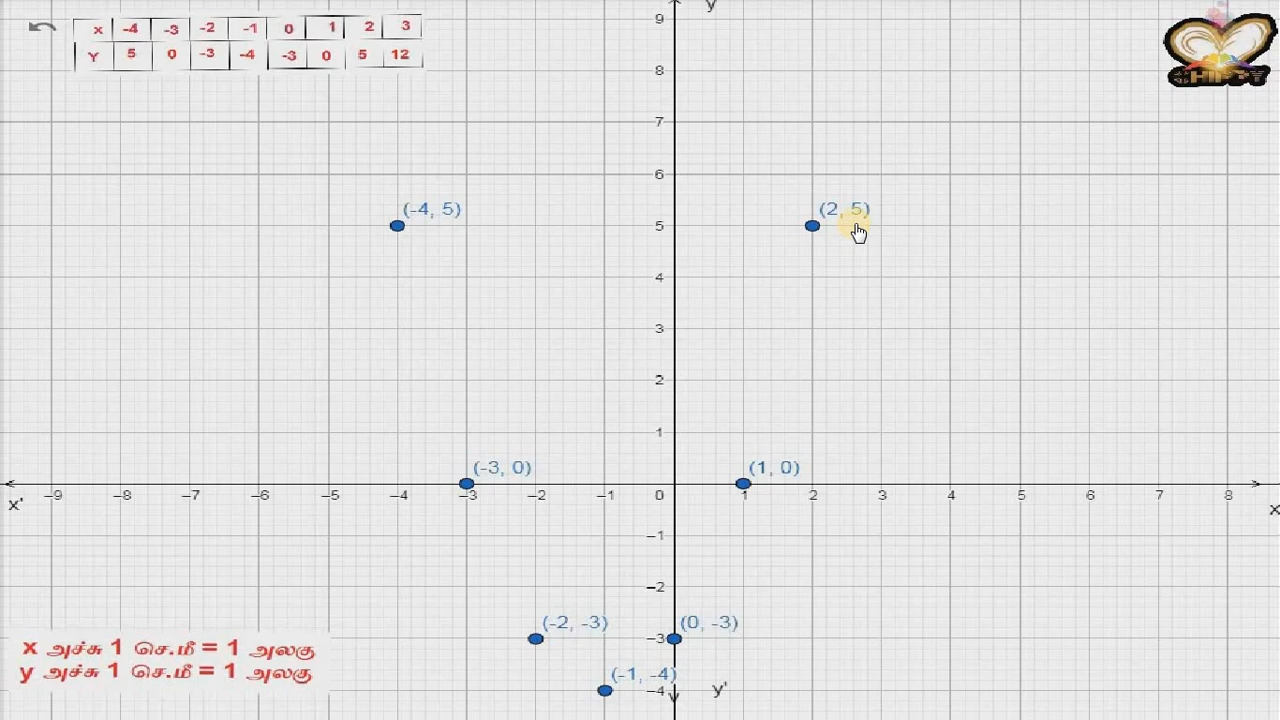 y
x -4 -3 -2 -1 0 1 2 3
Y 5 0 -3 -4 -3 0 5 12
9
8
7
6
(-4, 5)
(2, 5)
5
4
3
2
1
(-3, 0)
(1, 0)
-9 -8 -7 -6 -5 -4 -3 -2 -1 0 1 2 3 4 5 6 7 8
x'
x
-1
-2
(-2, -3)
(0, -3)
-3
(-1, -4)
-4
y'
x அச்சு 1 செ.மீ = 1 அலகு
y அச்சு 1 செ.மீ = 1 அலகு